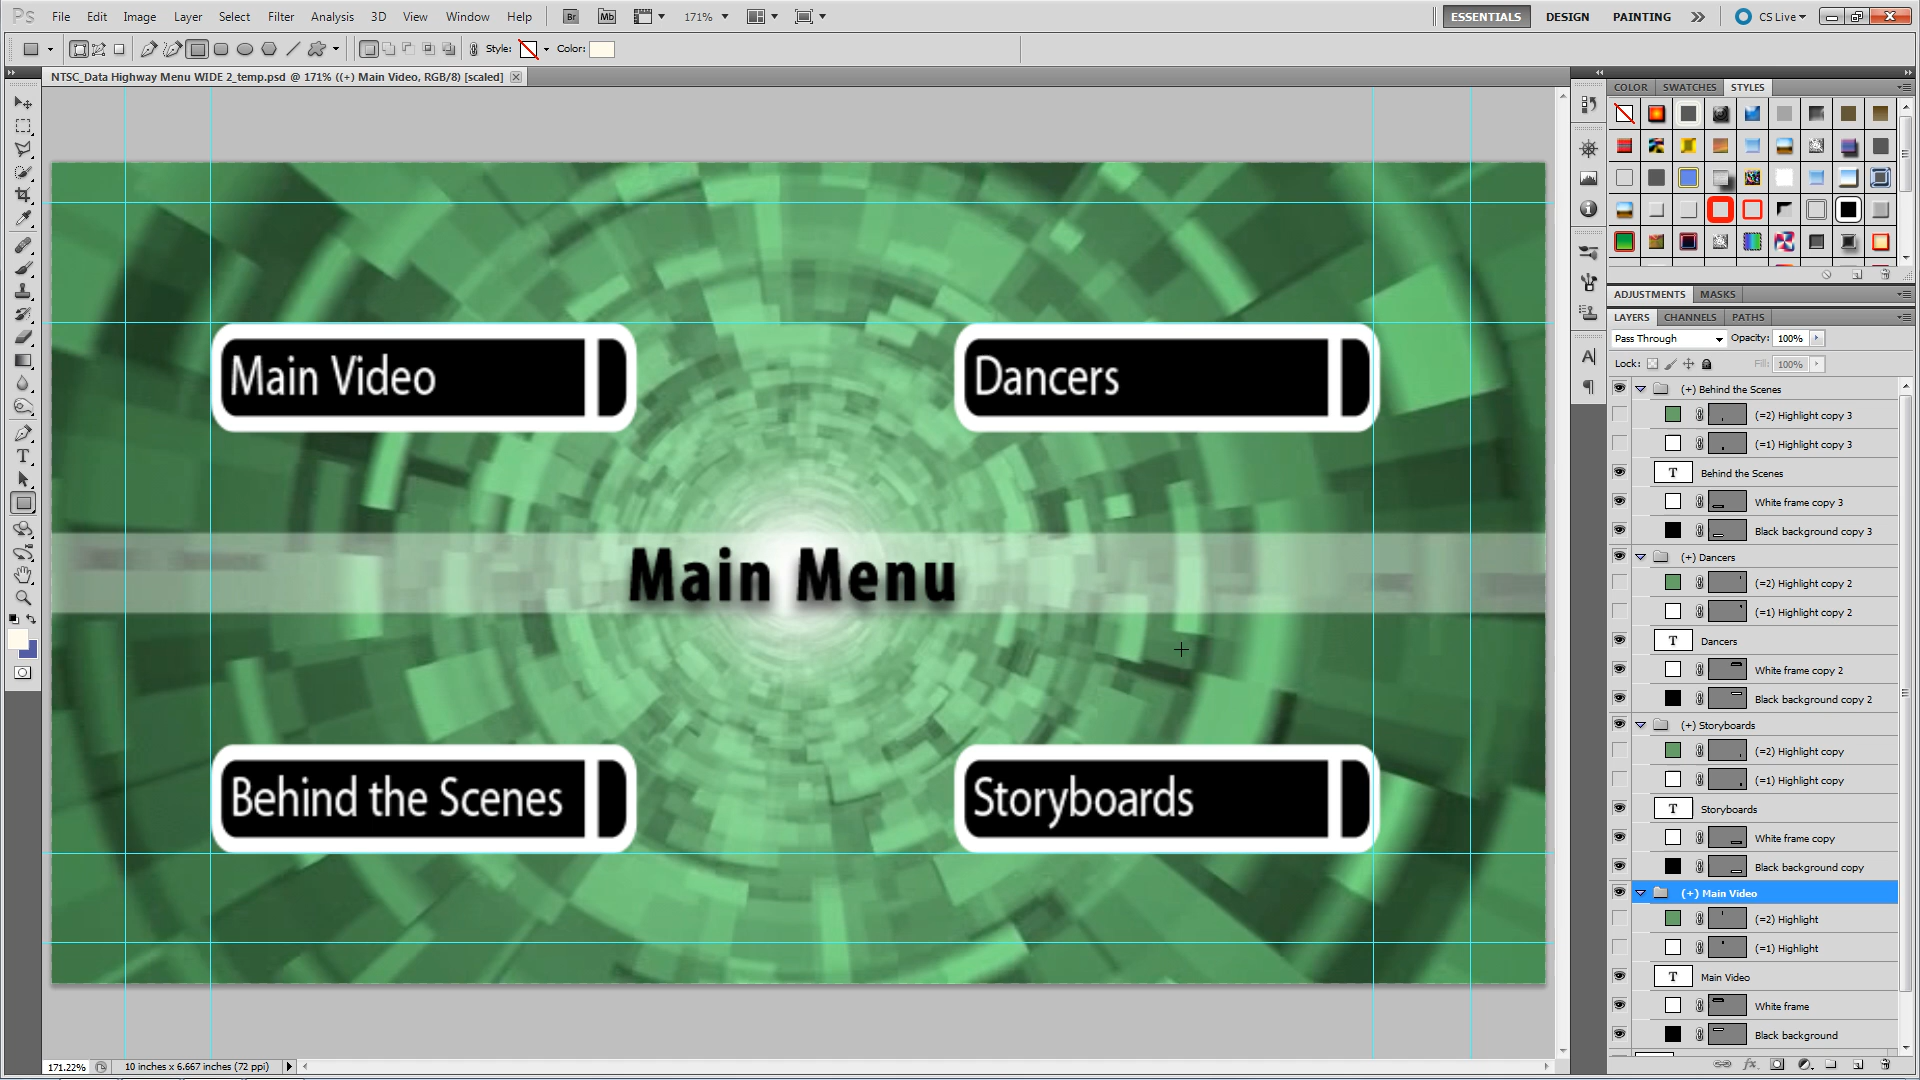 Ps File Edit Image Layer Select Filter Analysis 3D View Window Help Br Mb 171% ESSENTIALS DESIGN PAINTING CS Live
Style: Color:
NTSC_Data Highway Menu WIDE 2_temp.psd @ 171% ((+) Main Video, RGB/8) [scaled]
COLOR SWATCHES STYLES
ADJUSTMENTS MASKS
LAYERS CHANNELS PATHS
Pass Through Opacity: 100%
Lock: Fill: 100%
(+) Behind the Scenes
(=2) Highlight copy 3
(=1) Highlight copy 3
T Behind the Scenes
White frame copy 3
Black background copy 3
(+) Dancers
(=2) Highlight copy 2
(=1) Highlight copy 2
T Dancers
White frame copy 2
Black background copy 2
(+) Storyboards
(=2) Highlight copy
(=1) Highlight copy
T Storyboards
White frame copy
Black background copy
(+) Main Video
(=2) Highlight
(=1) Highlight
T Main Video
White frame
Black background
Main Video
Dancers
Main Menu
Behind the Scenes
Storyboards
171.22% 10 inches x 6.667 inches (72 ppi)